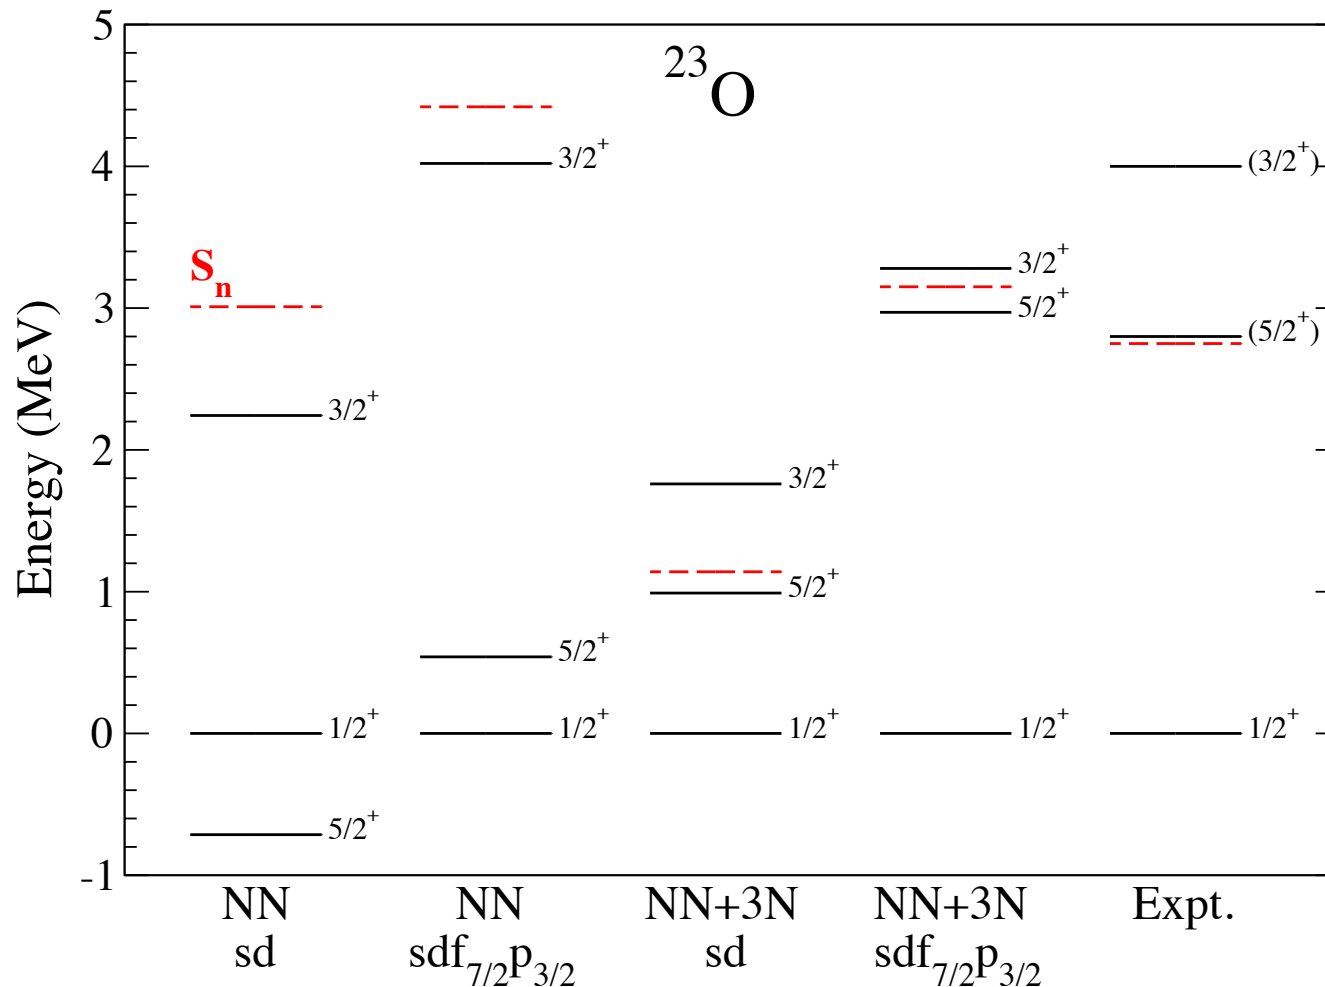 ²³O
Energy (MeV)
5
4
3
2
1
0
-1
Sₙ
3/2⁺
1/2⁺
5/2⁺
3/2⁺
5/2⁺
1/2⁺
3/2⁺
5/2⁺
1/2⁺
3/2⁺
5/2⁺
1/2⁺
(3/2⁺)
(5/2⁺)
1/2⁺
NN
sd
NN
sdf7/2p3/2
NN+3N
sd
NN+3N
sdf7/2p3/2
Expt.